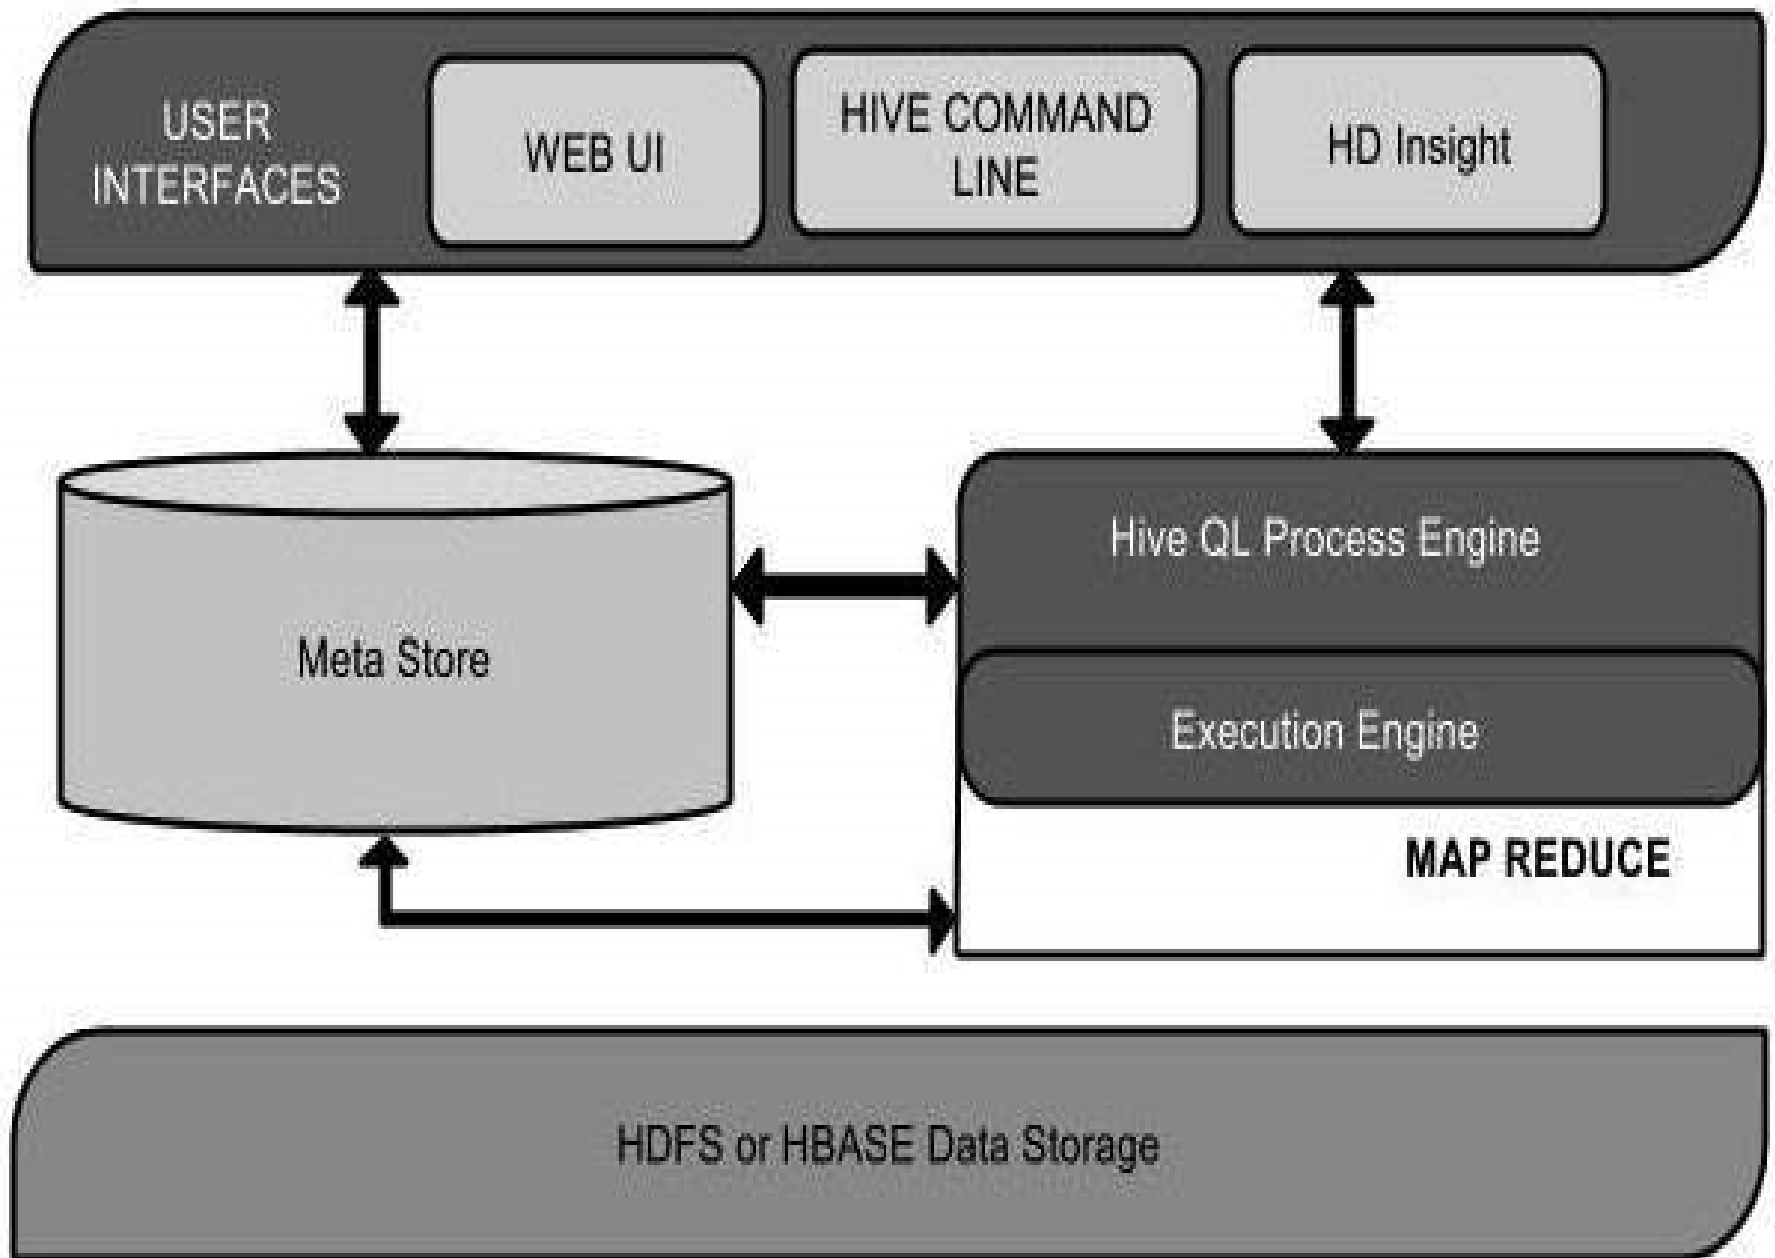 USER
INTERFACES
WEB UI
HIVE COMMAND
LINE
HD Insight
Meta Store
Hive QL Process Engine
Execution Engine
MAP REDUCE
HDFS or HBASE Data Storage